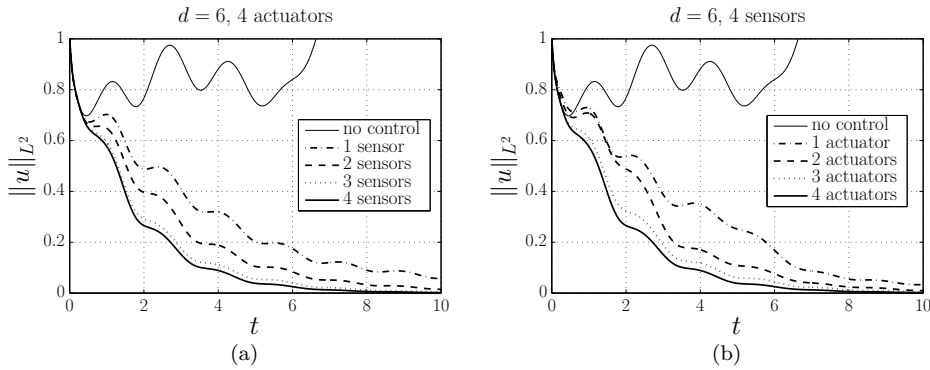 d = 6, 4 actuators
1
0.8
0.6
0.4
0.2
0
0 2 4 6 8 10
||u||_{L^2}
t
no control
1 sensor
2 sensors
3 sensors
4 sensors
(a)
d = 6, 4 sensors
1
0.8
0.6
0.4
0.2
0
0 2 4 6 8 10
||u||_{L^2}
t
no control
1 actuator
2 actuators
3 actuators
4 actuators
(b)